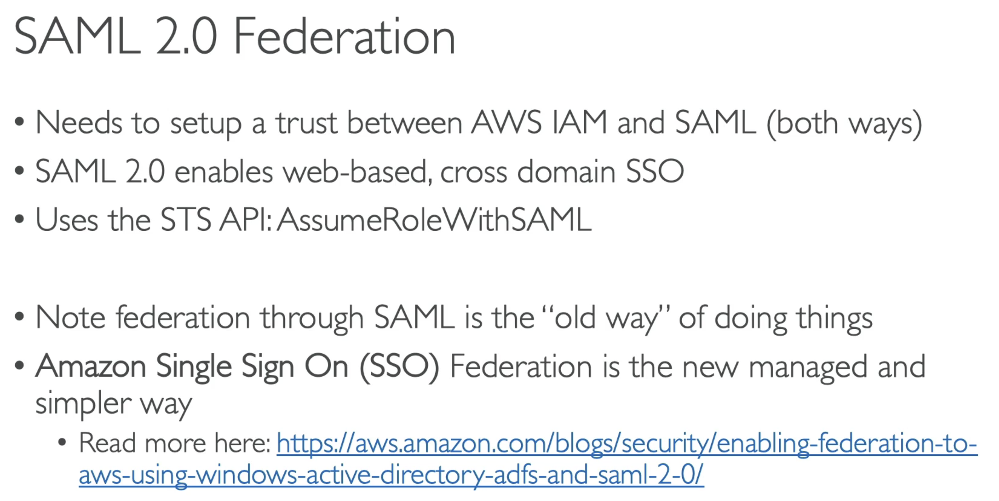 SAML 2.0 Federation
• Needs to setup a trust between AWS IAM and SAML (both ways)
• SAML 2.0 enables web-based, cross domain SSO
• Uses the STS API: AssumeRoleWithSAML
• Note federation through SAML is the “old way” of doing things
• Amazon Single Sign On (SSO) Federation is the new managed and
simpler way
• Read more here: https://aws.amazon.com/blogs/security/enabling-federation-to-
aws-using-windows-active-directory-adfs-and-saml-2-0/